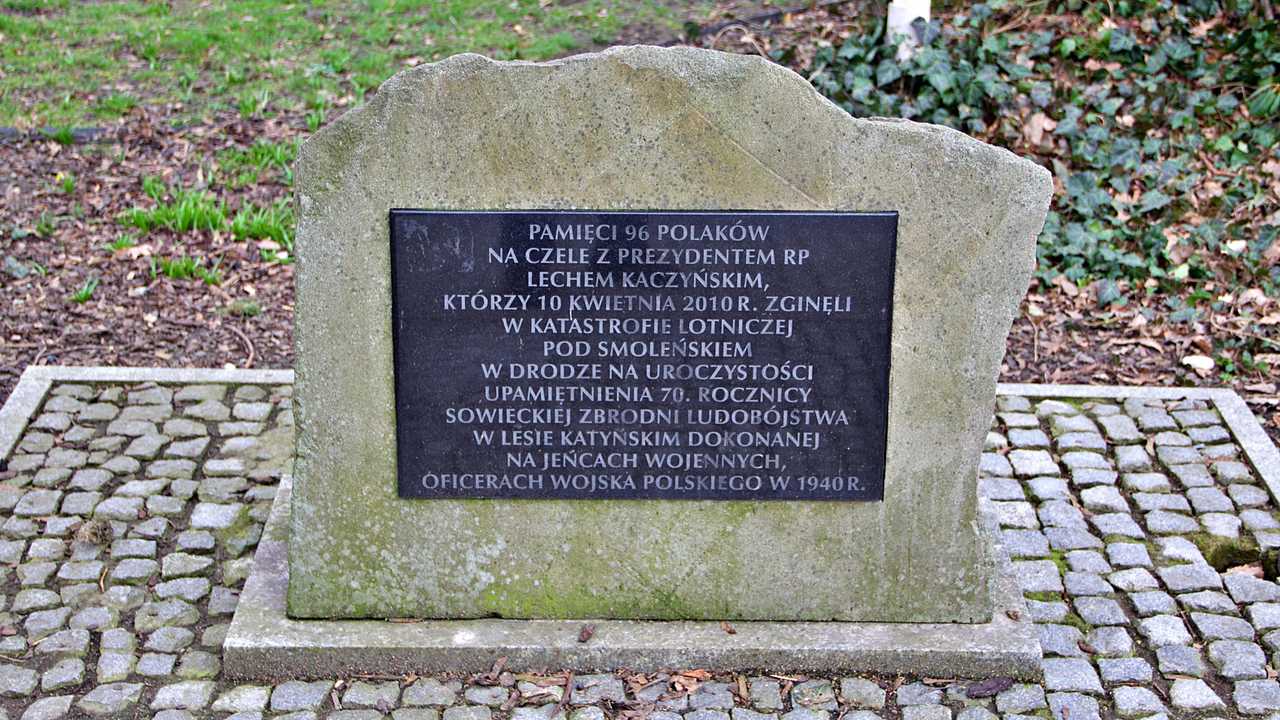 PAMIĘCI 96 POLAKÓW
NA CZELE Z PREZYDENTEM RP
LECHEM KACZYŃSKIM,
KTÓRZY 10 KWIETNIA 2010 R. ZGINĘLI
W KATASTROFIE LOTNICZEJ
POD SMOLEŃSKIEM
W DRODZE NA UROCZYSTOŚCI
UPAMIĘTNIENIA 70. ROCZNICY
SOWIECKIEJ ZBRODNI LUDOBÓJSTWA
W LESIE KATYŃSKIM DOKONANEJ
NA JEŃCACH WOJENNYCH,
OFICERACH WOJSKA POLSKIEGO W 1940 R.